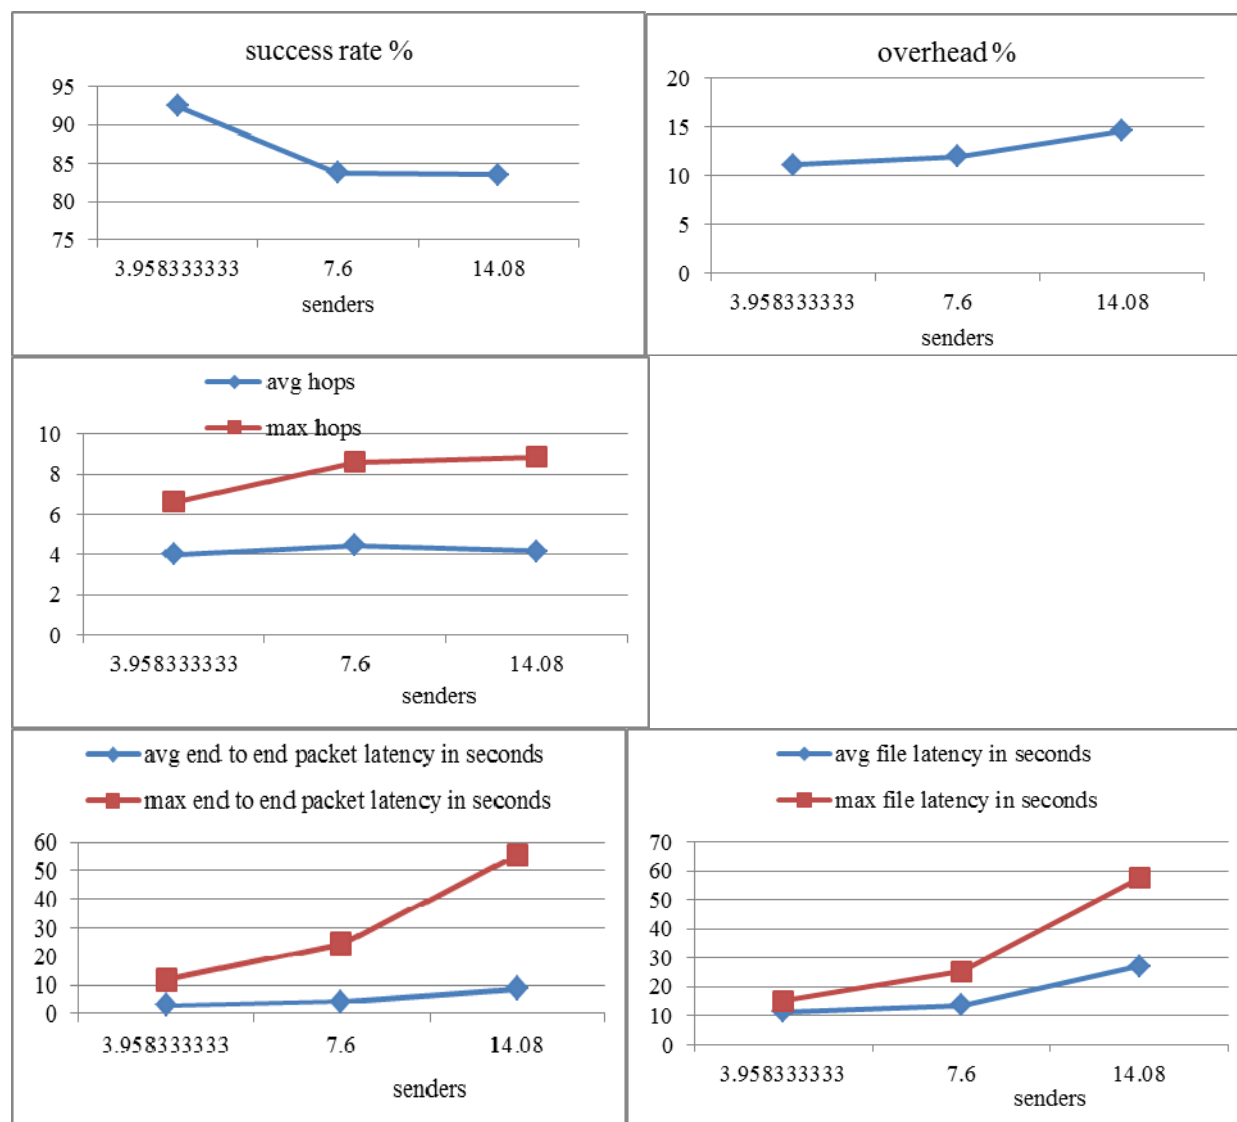 success rate %
95
90
85
80
75
3.958333333 7.6 14.08
senders
overhead %
20
15
10
5
0
3.958333333 7.6 14.08
senders
avg hops
max hops
10
8
6
4
2
0
3.958333333 7.6 14.08
senders
avg end to end packet latency in seconds
max end to end packet latency in seconds
60
50
40
30
20
10
0
3.958333333 7.6 14.08
senders
avg file latency in seconds
max file latency in seconds
70
60
50
40
30
20
10
0
3.958333333 7.6 14.08
senders